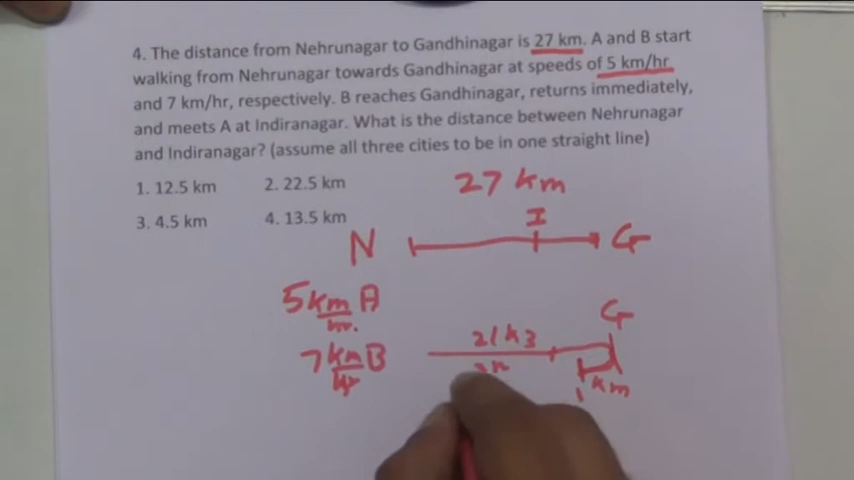 4. The distance from Nehrunagar to Gandhinagar is 27 km. A and B start
walking from Nehrunagar towards Gandhinagar at speeds of 5 km/hr
and 7 km/hr, respectively. B reaches Gandhinagar, returns immediately,
and meets A at Indiranagar. What is the distance between Nehrunagar
and Indiranagar? (assume all three cities to be in one straight line)
1. 12.5 km 2. 22.5 km
3. 4.5 km 4. 13.5 km
27 km
I
N G
5 km/hr. A
G
7 km/hr B
21 k
1 km